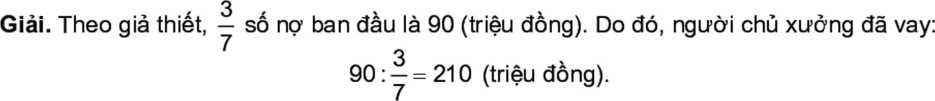 Giải. Theo giả thiết, 3/7 số nợ ban đầu là 90 (triệu đồng). Do đó, người chủ xưởng đã vay:
90 : 3/7 = 210 (triệu đồng).